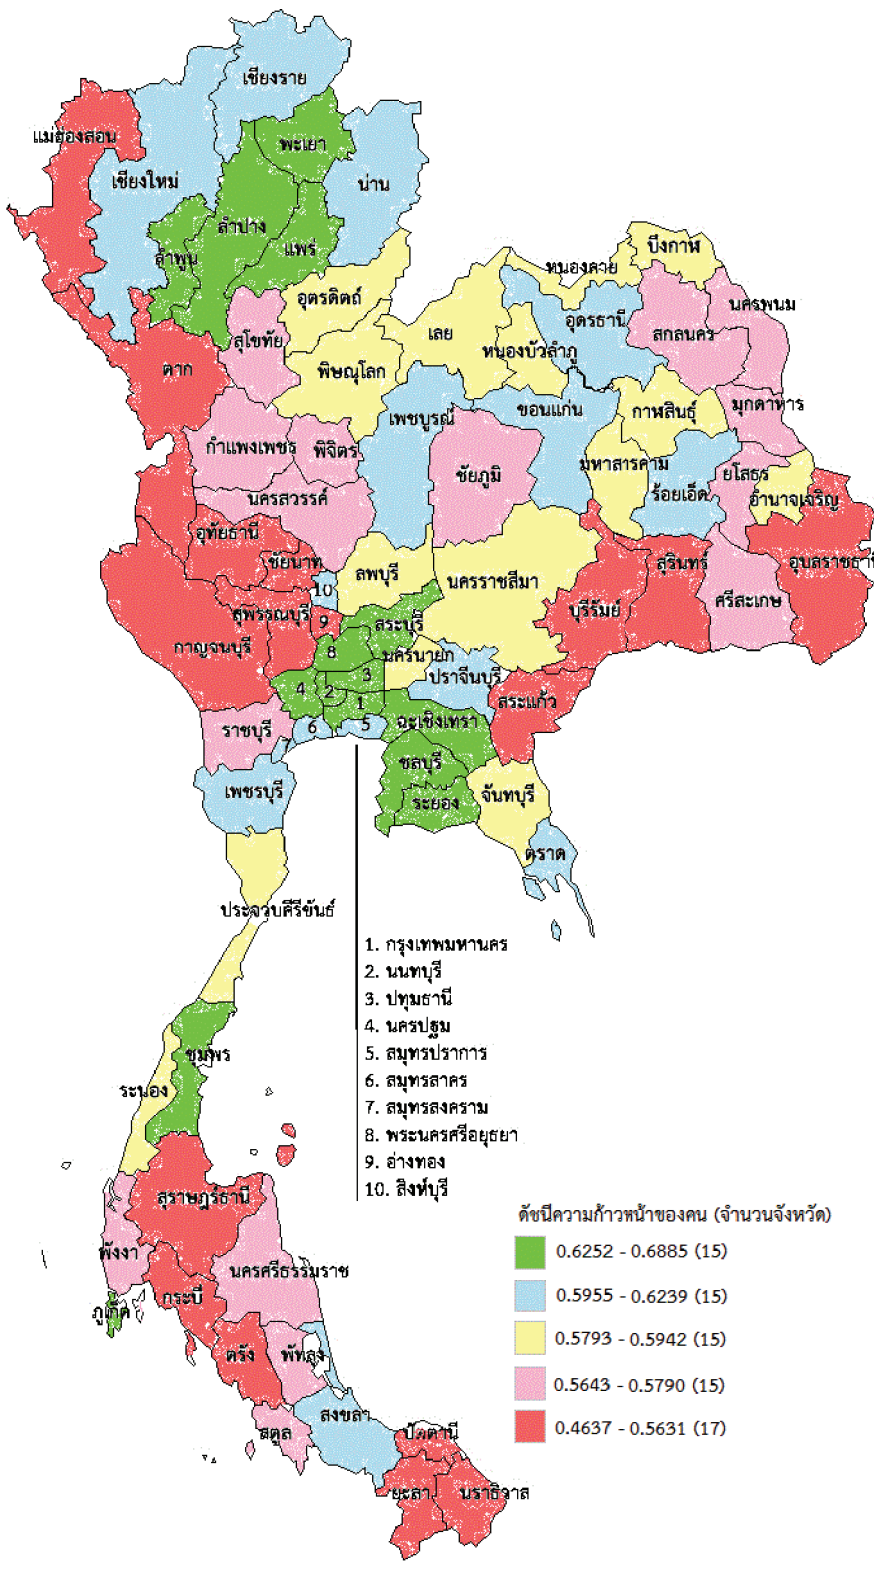 เชียงราย
แม่ฮ่องสอน
พะเยา
เชียงใหม่
น่าน
ลำปาง
แพร่
ลำพูน
บึงกาฬ
หนองคาย
อุตรดิตถ์
นครพนม
อุดรธานี
เลย
สกลนคร
สุโขทัย
หนองบัวลำภู
ตาก
พิษณุโลก
เพชรบูรณ์
ขอนแก่น
กาฬสินธุ์
มุกดาหาร
กำแพงเพชร
พิจิตร
ชัยภูมิ
มหาสารคาม
ยโสธร
ร้อยเอ็ด
นครสวรรค์
อำนาจเจริญ
อุทัยธานี
ชัยนาท
ลพบุรี
นครราชสีมา
สุรินทร์
อุบลราชธานี
10
สุพรรณบุรี
9
สระบุรี
บุรีรัมย์
ศรีสะเกษ
กาญจนบุรี
8
นครนายก
3
ปราจีนบุรี
4
2
1
สระแก้ว
ราชบุรี
6
5
ฉะเชิงเทรา
7
ชลบุรี
เพชรบุรี
ระยอง
จันทบุรี
ตราด
ประจวบคีรีขันธ์
1. กรุงเทพมหานคร
2. นนทบุรี
3. ปทุมธานี
4. นครปฐม
5. สมุทรปราการ
6. สมุทรสาคร
7. สมุทรสงคราม
8. พระนครศรีอยุธยา
9. อ่างทอง
10. สิงห์บุรี
ชุมพร
ระนอง
สุราษฎร์ธานี
พังงา
นครศรีธรรมราช
กระบี่
ภูเก็ต
ตรัง
พัทลุง
สงขลา
สตูล
ปัตตานี
ยะลา
นราธิวาส
ดัชนีความก้าวหน้าของคน (จำนวนจังหวัด)
0.6252 - 0.6885 (15)
0.5955 - 0.6239 (15)
0.5793 - 0.5942 (15)
0.5643 - 0.5790 (15)
0.4637 - 0.5631 (17)